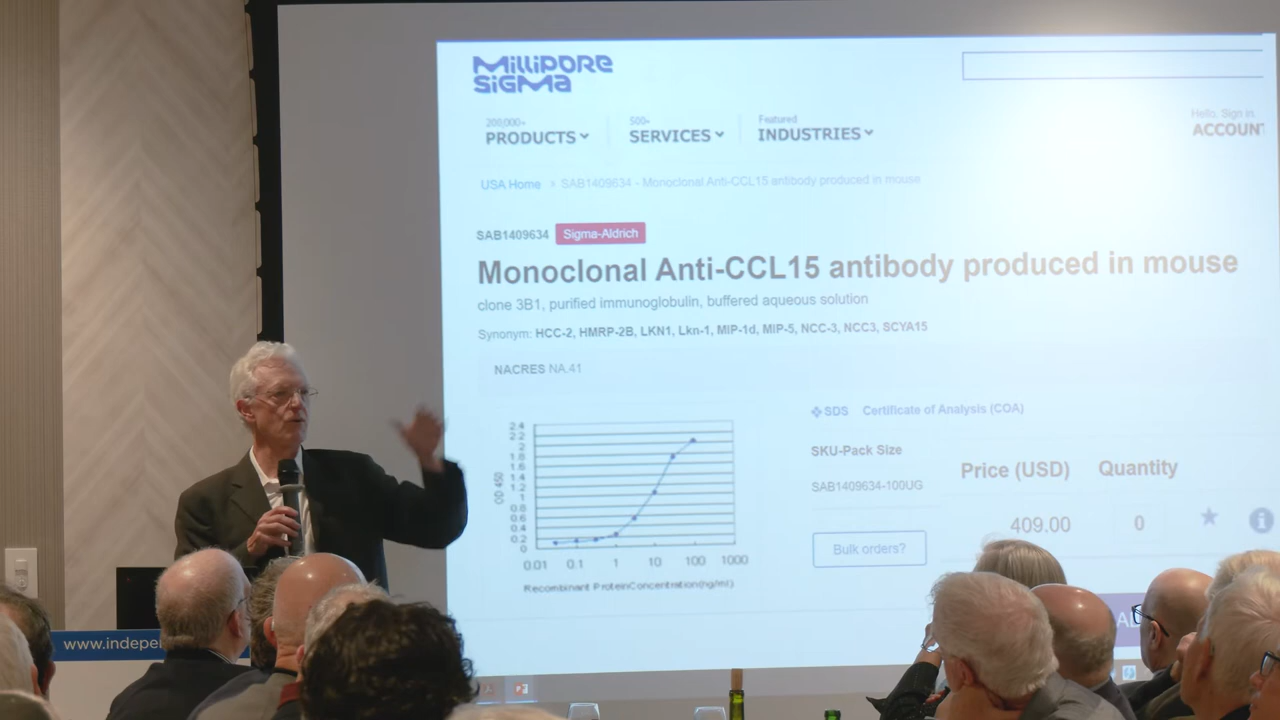 MilliPORE
SiGMa
200,000+
PRODUCTS
500+
SERVICES
Featured
INDUSTRIES
Hello. Sign in.
ACCOUNT
USA Home > SAB1409634 - Monoclonal Anti-CCL15 antibody produced in mouse
SAB1409634 Sigma-Aldrich
Monoclonal Anti-CCL15 antibody produced in mouse
clone 3B1, purified immunoglobulin, buffered aqueous solution
Synonym: HCC-2, HMRP-2B, LKN1, Lkn-1, MIP-1d, MIP-5, NCC-3, NCC3, SCYA15
NACRES NA.41
SDS Certificate of Analysis (COA)
SKU-Pack Size
Price (USD) Quantity
SAB1409634-100UG
409.00 0
Bulk orders?
OD 450
2.4
2.2
2
1.8
1.6
1.4
1.2
1
0.8
0.6
0.4
0.2
0
0.01 0.1 1 10 100 1000
Recombinant ProteinConcentration(ng/ml)
www.indepe